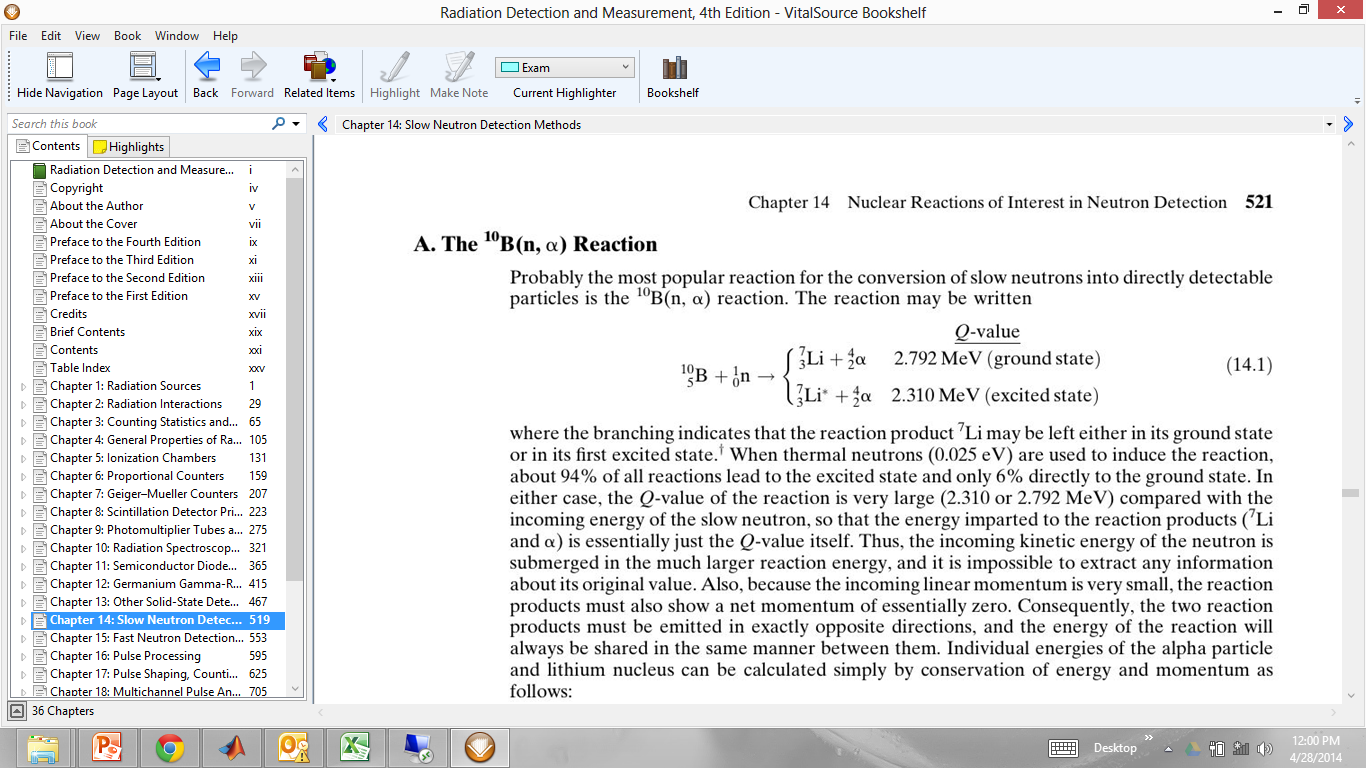 Radiation Detection and Measurement, 4th Edition - VitalSource Bookshelf
File Edit View Book Window Help
Hide Navigation Page Layout Back Forward Related Items Highlight Make Note Exam Current Highlighter Bookshelf
Search this book
Chapter 14: Slow Neutron Detection Methods
Contents Highlights
Radiation Detection and Measure... i
Copyright iv
About the Author v
About the Cover vii
Preface to the Fourth Edition ix
Preface to the Third Edition xi
Preface to the Second Edition xiii
Preface to the First Edition xv
Credits xvii
Brief Contents xix
Contents xxi
Table Index xxv
Chapter 1: Radiation Sources 1
Chapter 2: Radiation Interactions 29
Chapter 3: Counting Statistics and... 65
Chapter 4: General Properties of Ra... 105
Chapter 5: Ionization Chambers 131
Chapter 6: Proportional Counters 159
Chapter 7: Geiger–Mueller Counters 207
Chapter 8: Scintillation Detector Pri... 223
Chapter 9: Photomultiplier Tubes a... 275
Chapter 10: Radiation Spectroscop... 321
Chapter 11: Semiconductor Diode... 365
Chapter 12: Germanium Gamma-R... 415
Chapter 13: Other Solid-State Dete... 467
Chapter 14: Slow Neutron Detec... 519
Chapter 15: Fast Neutron Detection... 553
Chapter 16: Pulse Processing 595
Chapter 17: Pulse Shaping, Counti... 625
Chapter 18: Multichannel Pulse An... 705
36 Chapters
Chapter 14 Nuclear Reactions of Interest in Neutron Detection 521
A. The ¹⁰B(n, α) Reaction
Probably the most popular reaction for the conversion of slow neutrons into directly detectable
particles is the ¹⁰B(n, α) reaction. The reaction may be written
Q-value
⁷₃Li + ⁴₂α 2.792 MeV (ground state)
¹⁰₅B + ¹₀n → { (14.1)
⁷₃Li* + ⁴₂α 2.310 MeV (excited state)
where the branching indicates that the reaction product ⁷Li may be left either in its ground state
or in its first excited state.† When thermal neutrons (0.025 eV) are used to induce the reaction,
about 94% of all reactions lead to the excited state and only 6% directly to the ground state. In
either case, the Q-value of the reaction is very large (2.310 or 2.792 MeV) compared with the
incoming energy of the slow neutron, so that the energy imparted to the reaction products (⁷Li
and α) is essentially just the Q-value itself. Thus, the incoming kinetic energy of the neutron is
submerged in the much larger reaction energy, and it is impossible to extract any information
about its original value. Also, because the incoming linear momentum is very small, the reaction
products must also show a net momentum of essentially zero. Consequently, the two reaction
products must be emitted in exactly opposite directions, and the energy of the reaction will
always be shared in the same manner between them. Individual energies of the alpha particle
and lithium nucleus can be calculated simply by conservation of energy and momentum as
follows:
Desktop
12:00 PM
4/28/2014